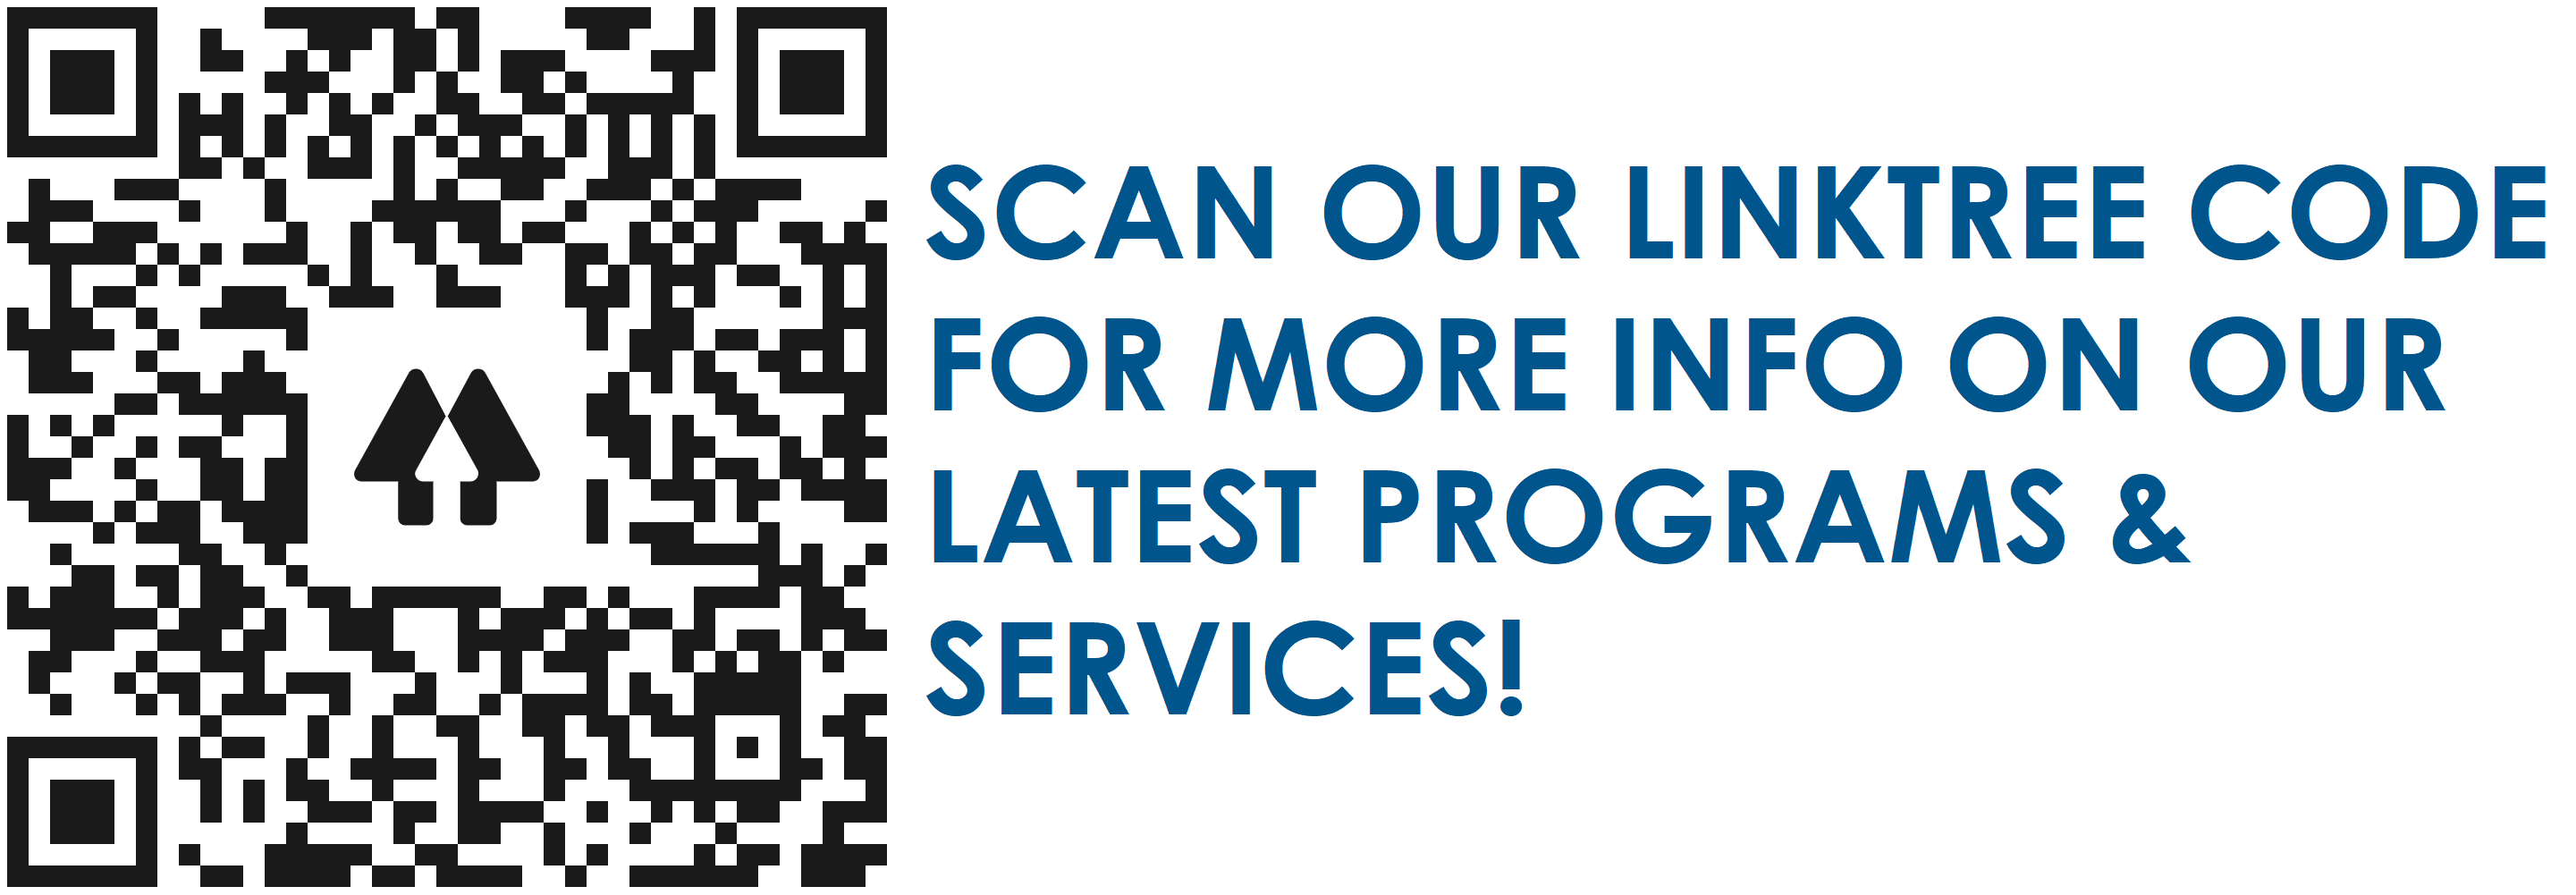 SCAN OUR LINKTREE CODE
FOR MORE INFO ON OUR
LATEST PROGRAMS &
SERVICES!